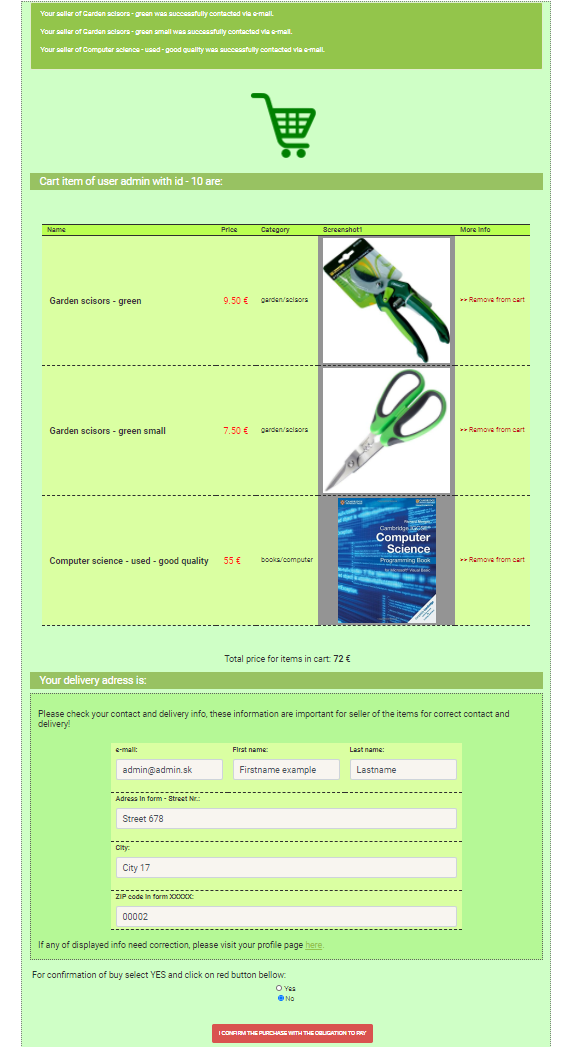 Your seller of Garden scisors - green was successfully contacted via e-mail.
Your seller of Garden scisors - green small was successfully contacted via e-mail.
Your seller of Computer science - used - good quality was successfully contacted via e-mail.
Cart item of user admin with id - 10 are:
Name Price Category Screenshot1 More info
Garden scisors - green 9.50 € garden/scisors >> Remove from cart
Garden scisors - green small 7.50 € garden/scisors >> Remove from cart
Cambridge IGCSE®
Computer
Science
Programming Book
for Microsoft® Visual Basic
Computer science - used - good quality 55 € books/computer >> Remove from cart
Total price for items in cart: 72 €
Your delivery adress is:
Please check your contact and delivery info, these information are important for seller of the items for correct contact and
delivery!
e-mail: First name: Last name:
admin@admin.sk Firstname example Lastname
Adress in form - Street Nr.:
Street 678
City:
City 17
ZIP code in form XXXXX:
00002
If any of displayed info need correction, please visit your profile page here.
For confirmation of buy select YES and click on red button bellow:
Yes
No
I CONFIRM THE PURCHASE WITH THE OBLIGATION TO PAY